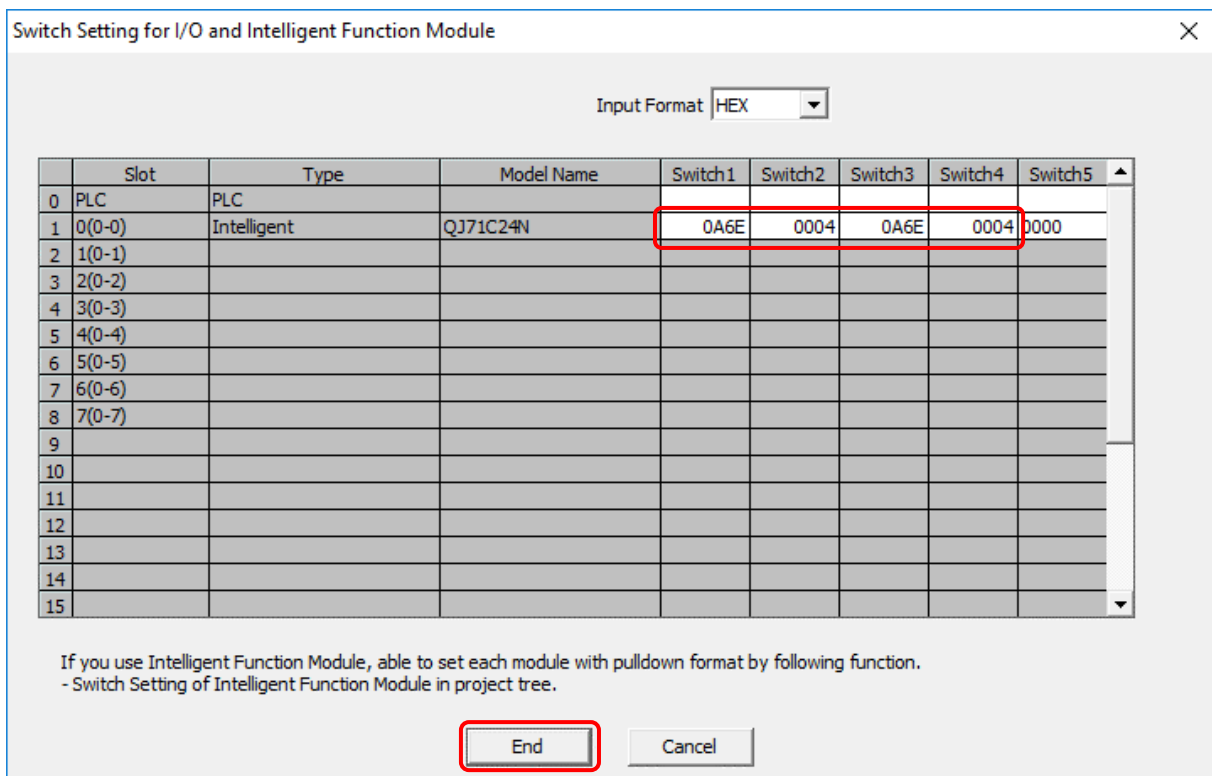 Switch Setting for I/O and Intelligent Function Module
Input Format HEX
Slot Type Model Name Switch1 Switch2 Switch3 Switch4 Switch5
0 PLC PLC
1 0(0-0) Intelligent QJ71C24N 0A6E 0004 0A6E 0004 0000
2 1(0-1)
3 2(0-2)
4 3(0-3)
5 4(0-4)
6 5(0-5)
7 6(0-6)
8 7(0-7)
9
10
11
12
13
14
15
If you use Intelligent Function Module, able to set each module with pulldown format by following function.
- Switch Setting of Intelligent Function Module in project tree.
End Cancel